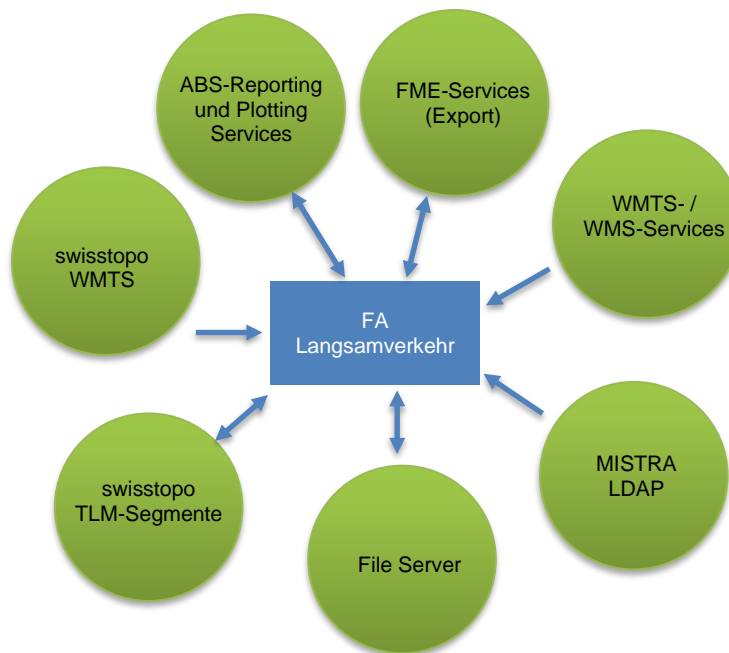 ABS-Reporting
und Plotting
Services
FME-Services
(Export)
WMTS- /
WMS-Services
swisstopo
WMTS
FA
Langsamverkehr
MISTRA
LDAP
swisstopo
TLM-Segmente
File Server